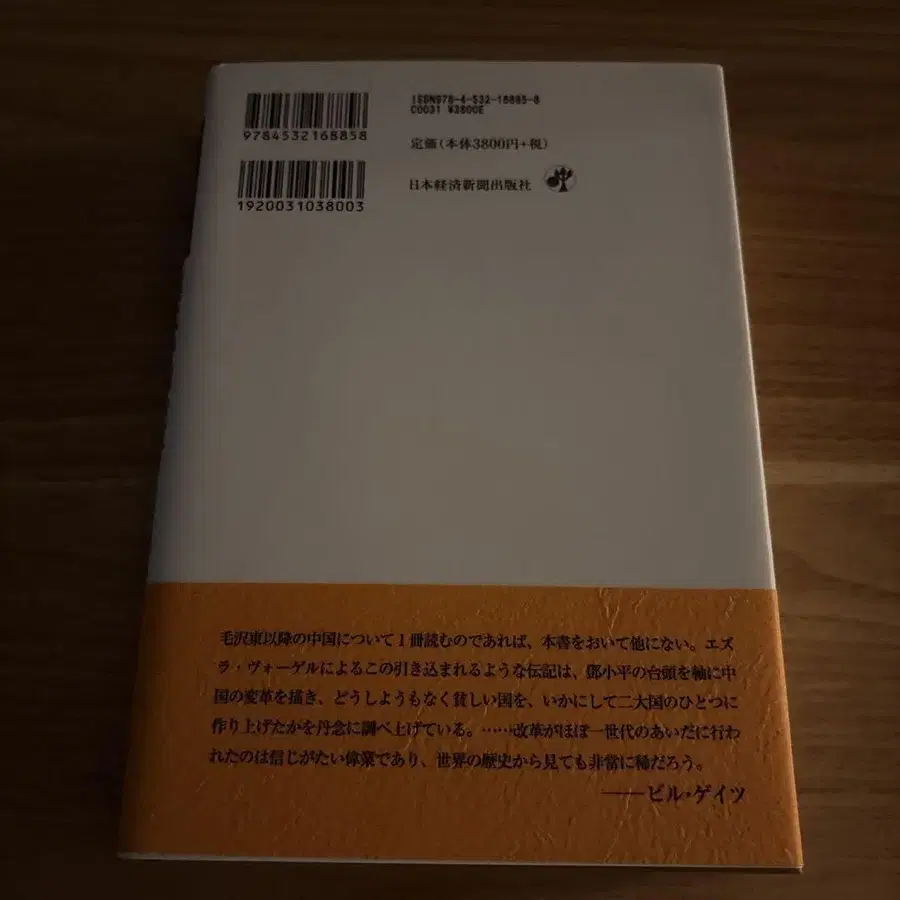 9784532168858
1920031038003
ISBN978-4-532-16885-8
C0031 ¥3800E
定価(本体3800円+税)
日本経済新聞出版社
毛沢東以降の中国について1冊読むのであれば、本書をおいて他にない。エズ
ラ・ヴォーゲルによるこの引き込まれるような伝記は、鄧小平の台頭を軸に中
国の変革を描き、どうしようもなく貧しい国を、いかにして二大国のひとつに
作り上げたかを丹念に調べ上げている。……改革がほぼ一世代のあいだに行わ
れたのは信じがたい偉業であり、世界の歴史から見ても非常に稀だろう。
――ビル・ゲイツ